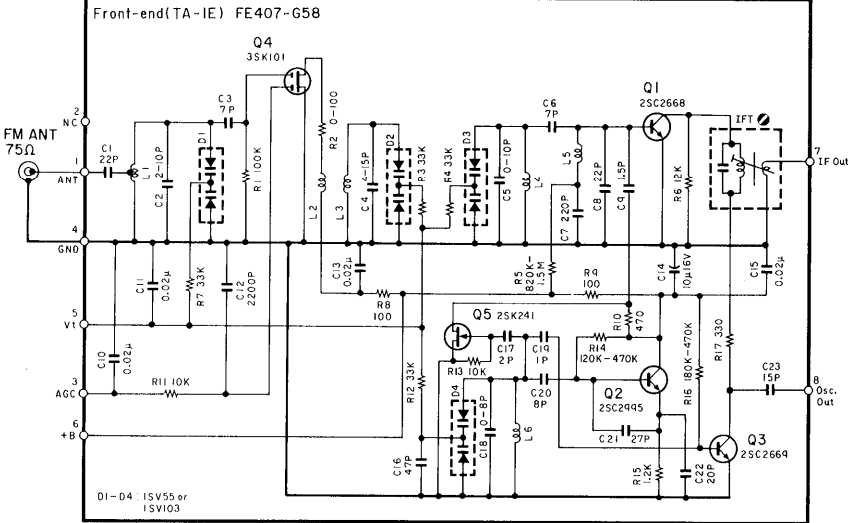 Front-end(TA-IE) FE407-G58
Q4
3SK101
Q1
2SC2668
IFT
FM ANT
75Ω
2
NC
1
ANT
4
GND
5
Vt
3
AGC
6
+B
7
IF Out
8
Osc.
Out
C1
22P
L1
C2
2-10P
D1
C3
7P
R1 100K
R2
0-100
L2
L3
C4
4-15P
D2
R3 33K
R4 33K
D3
C5
0-10P
L4
C6
7P
L5
C7 220P
C8 22P
C9 1.5P
R6 12K
C10
0.02μ
C11
0.02μ
R7 33K
C12
2200P
C13
0.02μ
R8
100
R5
820K-
1.5M
R9
100
C14
10μ16V
C15
0.02μ
R11 10K
Q5 2SK241
R13 10K
C17
2P
C19
1P
R10
470
R14
120K-470K
R12 33K
D4
C16
47P
C18 0-8P
L6
C20
8P
Q2
2SC2995
C21 27P
R15
1.2K
C22
20P
R16 180K-470K
R17 330
C23
15P
Q3
2SC2669
D1-D4 : 1SV55 or
1SV103